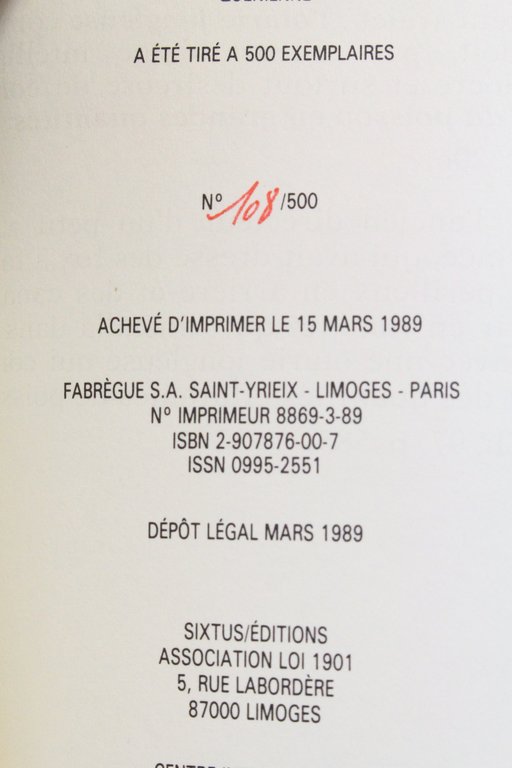 A ÉTÉ TIRÉ A 500 EXEMPLAIRES
Nº 108/500
ACHEVÉ D'IMPRIMER LE 15 MARS 1989
FABRÈGUE S.A. SAINT-YRIEIX - LIMOGES - PARIS
Nº IMPRIMEUR 8869-3-89
ISBN 2-907876-00-7
ISSN 0995-2551
DÉPÔT LÉGAL MARS 1989
SIXTUS/ÉDITIONS
ASSOCIATION LOI 1901
5, RUE LABORDÈRE
87000 LIMOGES